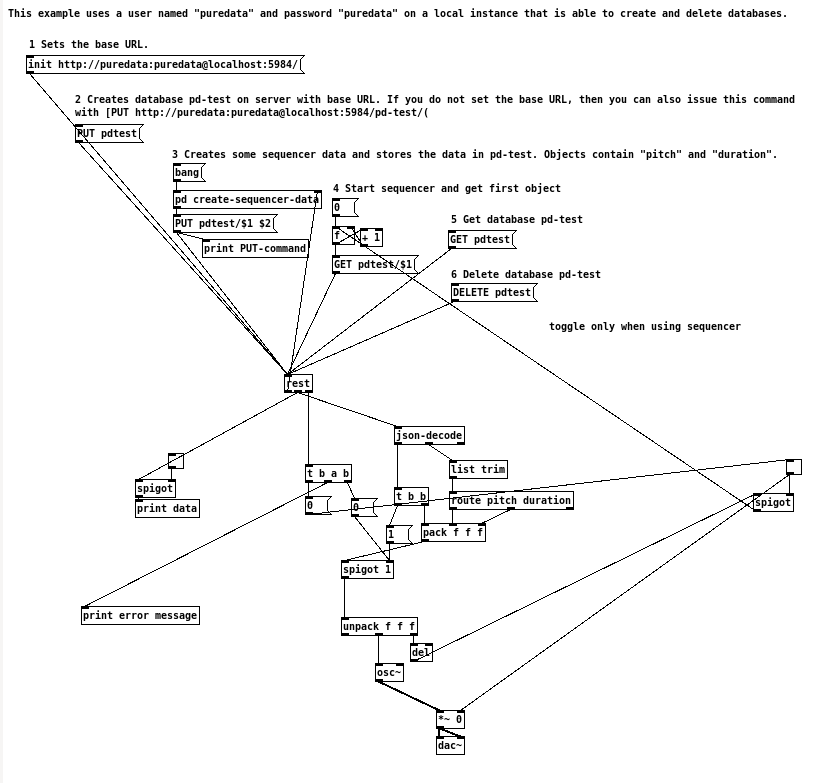 This example uses a user named "puredata" and password "puredata" on a local instance that is able to create and delete databases.
1 Sets the base URL.
init http://puredata:puredata@localhost:5984/
2 Creates database pd-test on server with base URL. If you do not set the base URL, then you can also issue this command
with [PUT http://puredata:puredata@localhost:5984/pd-test/(
PUT pdtest
3 Creates some sequencer data and stores the data in pd-test. Objects contain "pitch" and "duration".
bang
4 Start sequencer and get first object
pd create-sequencer-data
0
5 Get database pd-test
PUT pdtest/$1 $2
f
+ 1
GET pdtest
print PUT-command
GET pdtest/$1
6 Delete database pd-test
DELETE pdtest
toggle only when using sequencer
rest
json-decode
list trim
t b a b
spigot
t b b
route pitch duration
spigot
print data
0
0
1
pack f f f
spigot 1
print error message
unpack f f f
del
osc~
*~ 0
dac~